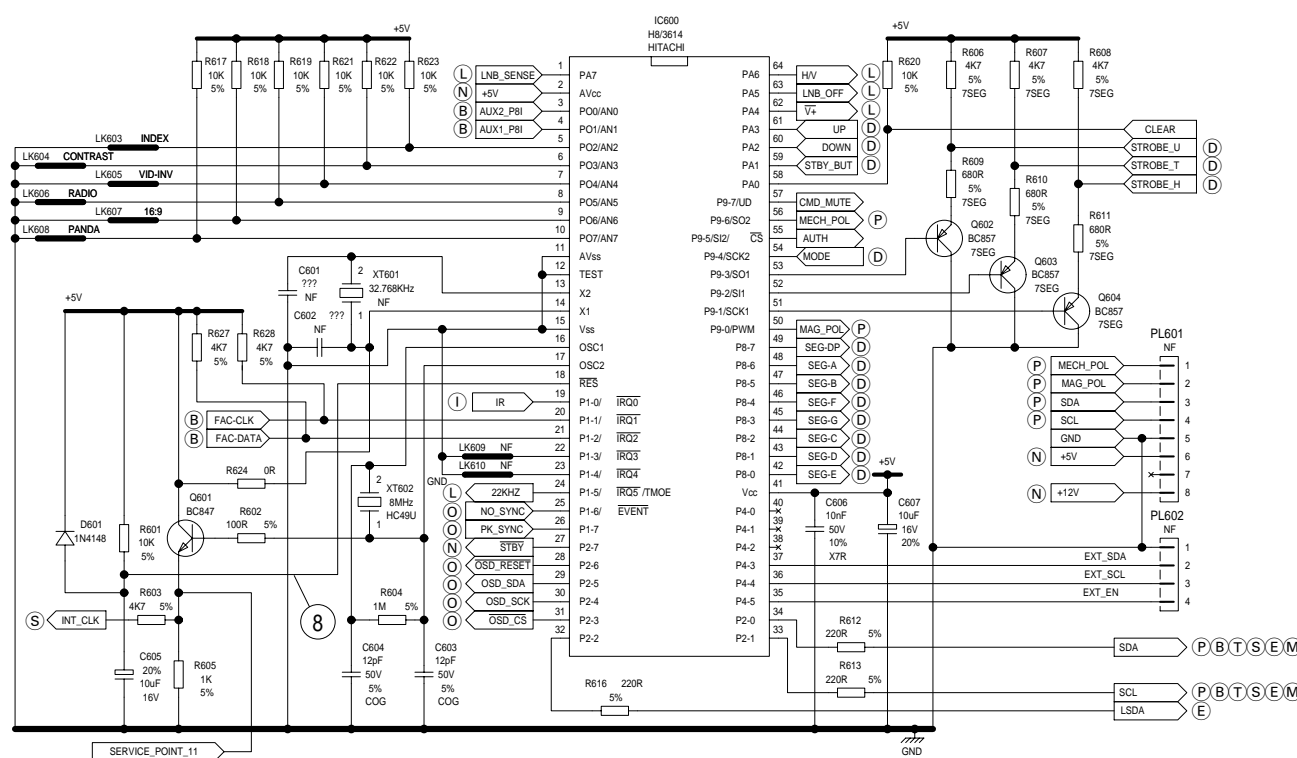 IC600
H8/3614
HITACHI
+5V
R617
10K
5%
R618
10K
5%
R619
10K
5%
R621
10K
5%
R622
10K
5%
R623
10K
5%
L LNB_SENSE
N +5V
B AUX2_P8I
B AUX1_P8I
LK603 INDEX
LK604 CONTRAST
LK605 VID-INV
LK606 RADIO
LK607 16:9
LK608 PANDA
1 PA7
2 AVcc
3 PO0/AN0
4 PO1/AN1
5 PO2/AN2
6 PO3/AN3
7 PO4/AN4
8 PO5/AN5
9 PO6/AN6
10 PO7/AN7
11 AVss
12 TEST
13 X2
14 X1
15 Vss
16 OSC1
17 OSC2
18 RES
19 P1-0/ IRQ0
20 P1-1/ IRQ1
21 P1-2/ IRQ2
22 P1-3/ IRQ3
23 P1-4/ IRQ4
24 P1-5/ IRQ5 /TMOE
25 P1-6/ EVENT
26 P1-7
27 P2-7
28 P2-6
29 P2-5
30 P2-4
31 P2-3
32 P2-2
64 PA6
63 PA5
62 PA4
61 PA3
60 PA2
59 PA1
58 PA0
57 P9-7/UD
56 P9-6/SO2
55 P9-5/SI2/ CS
54 P9-4/SCK2
53 P9-3/SO1
52 P9-2/SI1
51 P9-1/SCK1
50 P9-0/PWM
49 P8-7
48 P8-6
47 P8-5
46 P8-4
45 P8-3
44 P8-2
43 P8-1
42 P8-0
41 Vcc
40 P4-0
39 P4-1
38 P4-2
37 P4-3
36 P4-4
35 P4-5
34 P2-0
33 P2-1
H/V L
LNB_OFF L
V+ L
UP D
DOWN D
STBY_BUT D
CMD_MUTE
MECH_POL P
AUTH
MODE D
MAG_POL P
SEG-DP D
SEG-A D
SEG-B D
SEG-F D
SEG-G D
SEG-C D
SEG-D D
SEG-E D
+5V
+5V
R620
10K
5%
R606
4K7
5%
7SEG
R607
4K7
5%
7SEG
R608
4K7
5%
7SEG
CLEAR
STROBE_U D
STROBE_T D
STROBE_H D
R609
680R
5%
7SEG
R610
680R
5%
7SEG
R611
680R
5%
7SEG
Q602
BC857
7SEG
Q603
BC857
7SEG
Q604
BC857
7SEG
PL601
NF
P MECH_POL 1
P MAG_POL 2
P SDA 3
P SCL 4
GND 5
N +5V 6
7
N +12V 8
PL602
NF
1
EXT_SDA 2
EXT_SCL 3
EXT_EN 4
C606
10nF
50V
10%
X7R
C607
10uF
16V
20%
R612
220R 5%
R613
220R 5%
SDA P B T S E M
SCL P B T S E M
LSDA E
R616 220R
5%
GND
C601
???
NF
2
XT601
32.768KHz
NF
1
C602
NF
???
+5V
R627
4K7
5%
R628
4K7
5%
I IR
B FAC-CLK
B FAC-DATA
LK609 NF
LK610 NF
GND
R624 0R
Q601
BC847
R602
100R 5%
2
XT602
8MHz
HC49U
1
L 22KHZ
O NO_SYNC
O PK_SYNC
N STBY
O OSD_RESET
O OSD_SDA
O OSD_SCK
O OSD_CS
D601
1N4148
R601
10K
5%
R603
4K7 5%
S INT_CLK
8
R604
1M 5%
C605
20%
10uF
16V
R605
1K
5%
C604
12pF
50V
5%
COG
C603
12pF
50V
5%
COG
SERVICE_POINT_11